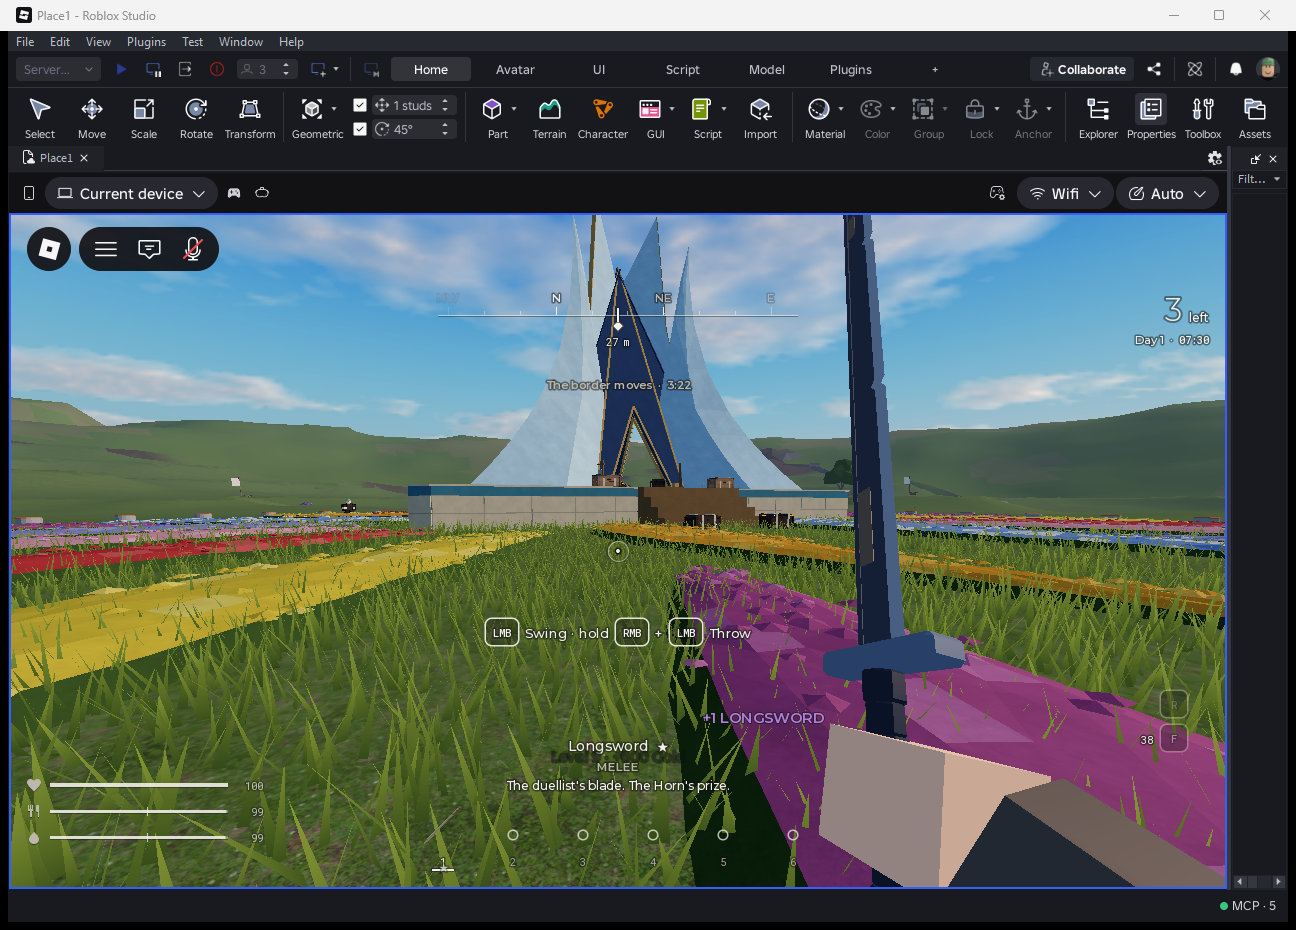 Place1 - Roblox Studio
File Edit View Plugins Test Window Help
Server... 3 Home Avatar UI Script Model Plugins + Collaborate
1 studs
45°
Select Move Scale Rotate Transform Geometric Part Terrain Character GUI Script Import Material Color Group Lock Anchor Explorer Properties Toolbox Assets
Place1
Filt...
Current device Wifi Auto
NW N NE E
27 m
3 left
Day 1 · 07:30
The border moves · 3:22
LMB Swing · hold RMB + LMB Throw
R
+1 LONGSWORD
38 F
Longsword ★
MELEE
The duellist's blade. The Horn's prize.
100
99
99
1 2 3 4 5 6
MCP · 5